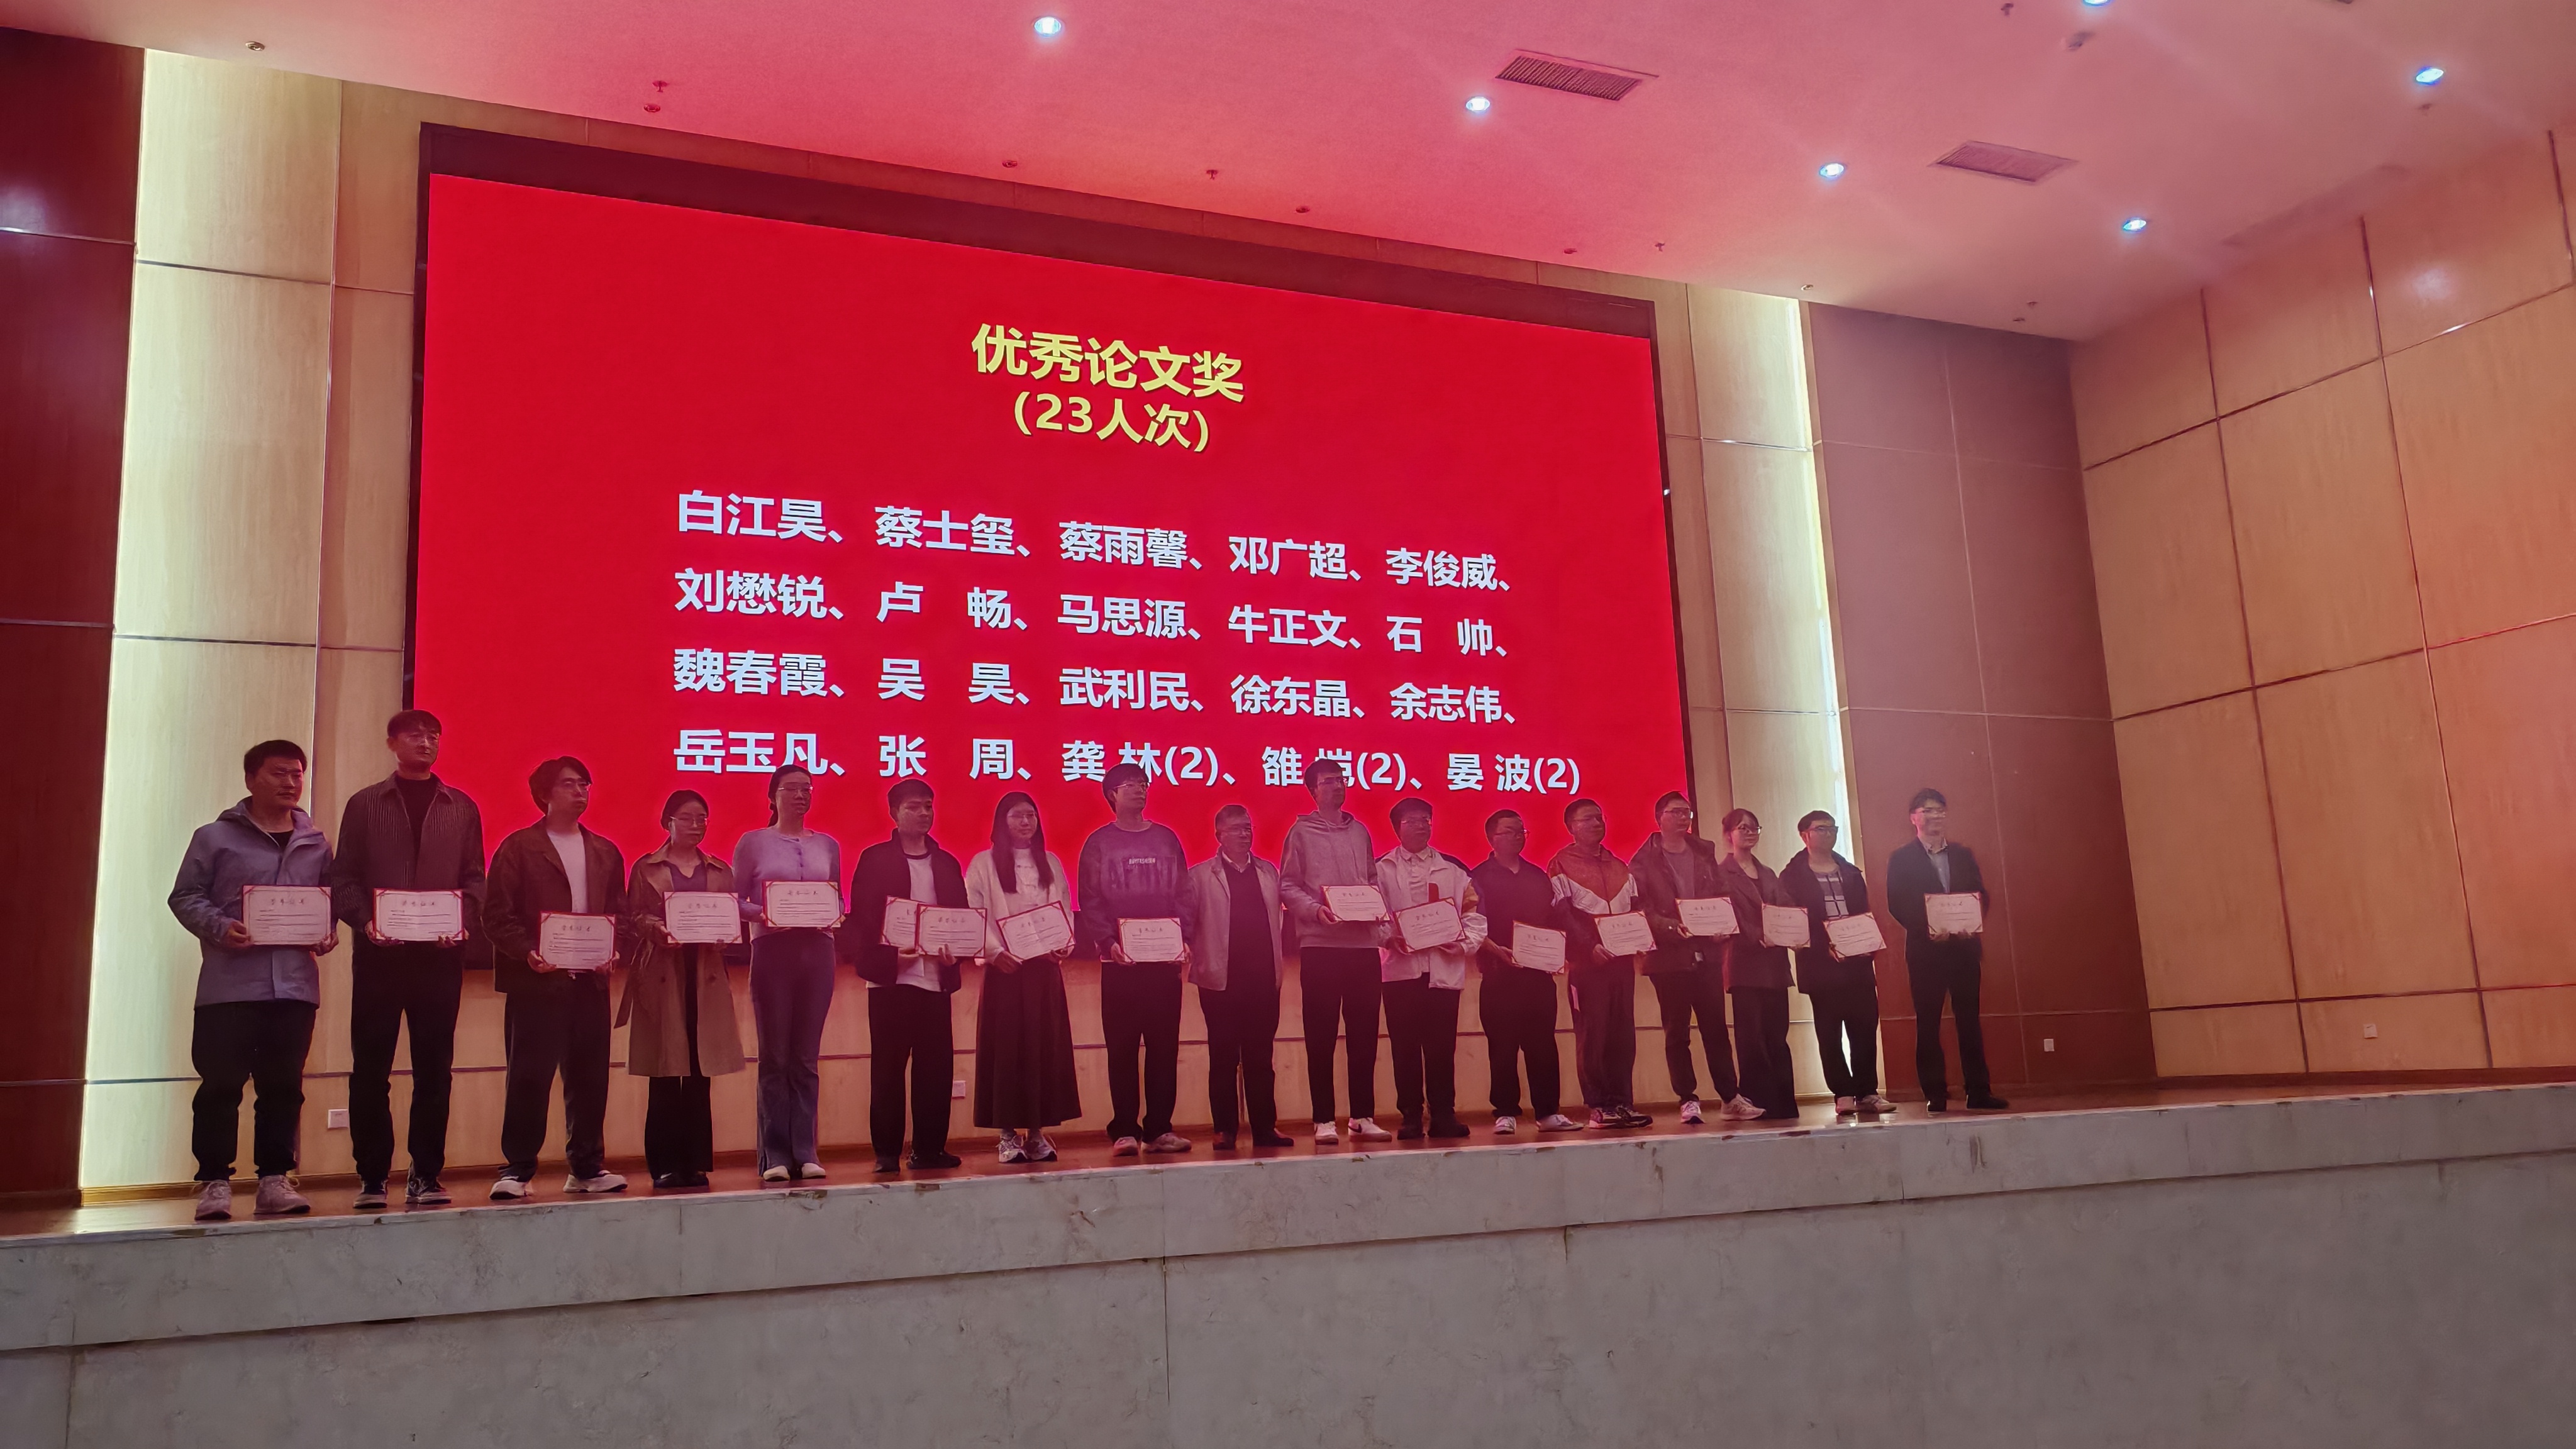 优秀论文奖
(23人次)
白江昊、蔡士玺、蔡雨馨、邓广超、李俊威、
刘懋锐、卢 畅、马思源、牛正文、石 帅、
魏春霞、吴 昊、武利民、徐东晶、余志伟、
岳玉凡、张 周、龚 林(2)、雒 恺(2)、晏 波(2)